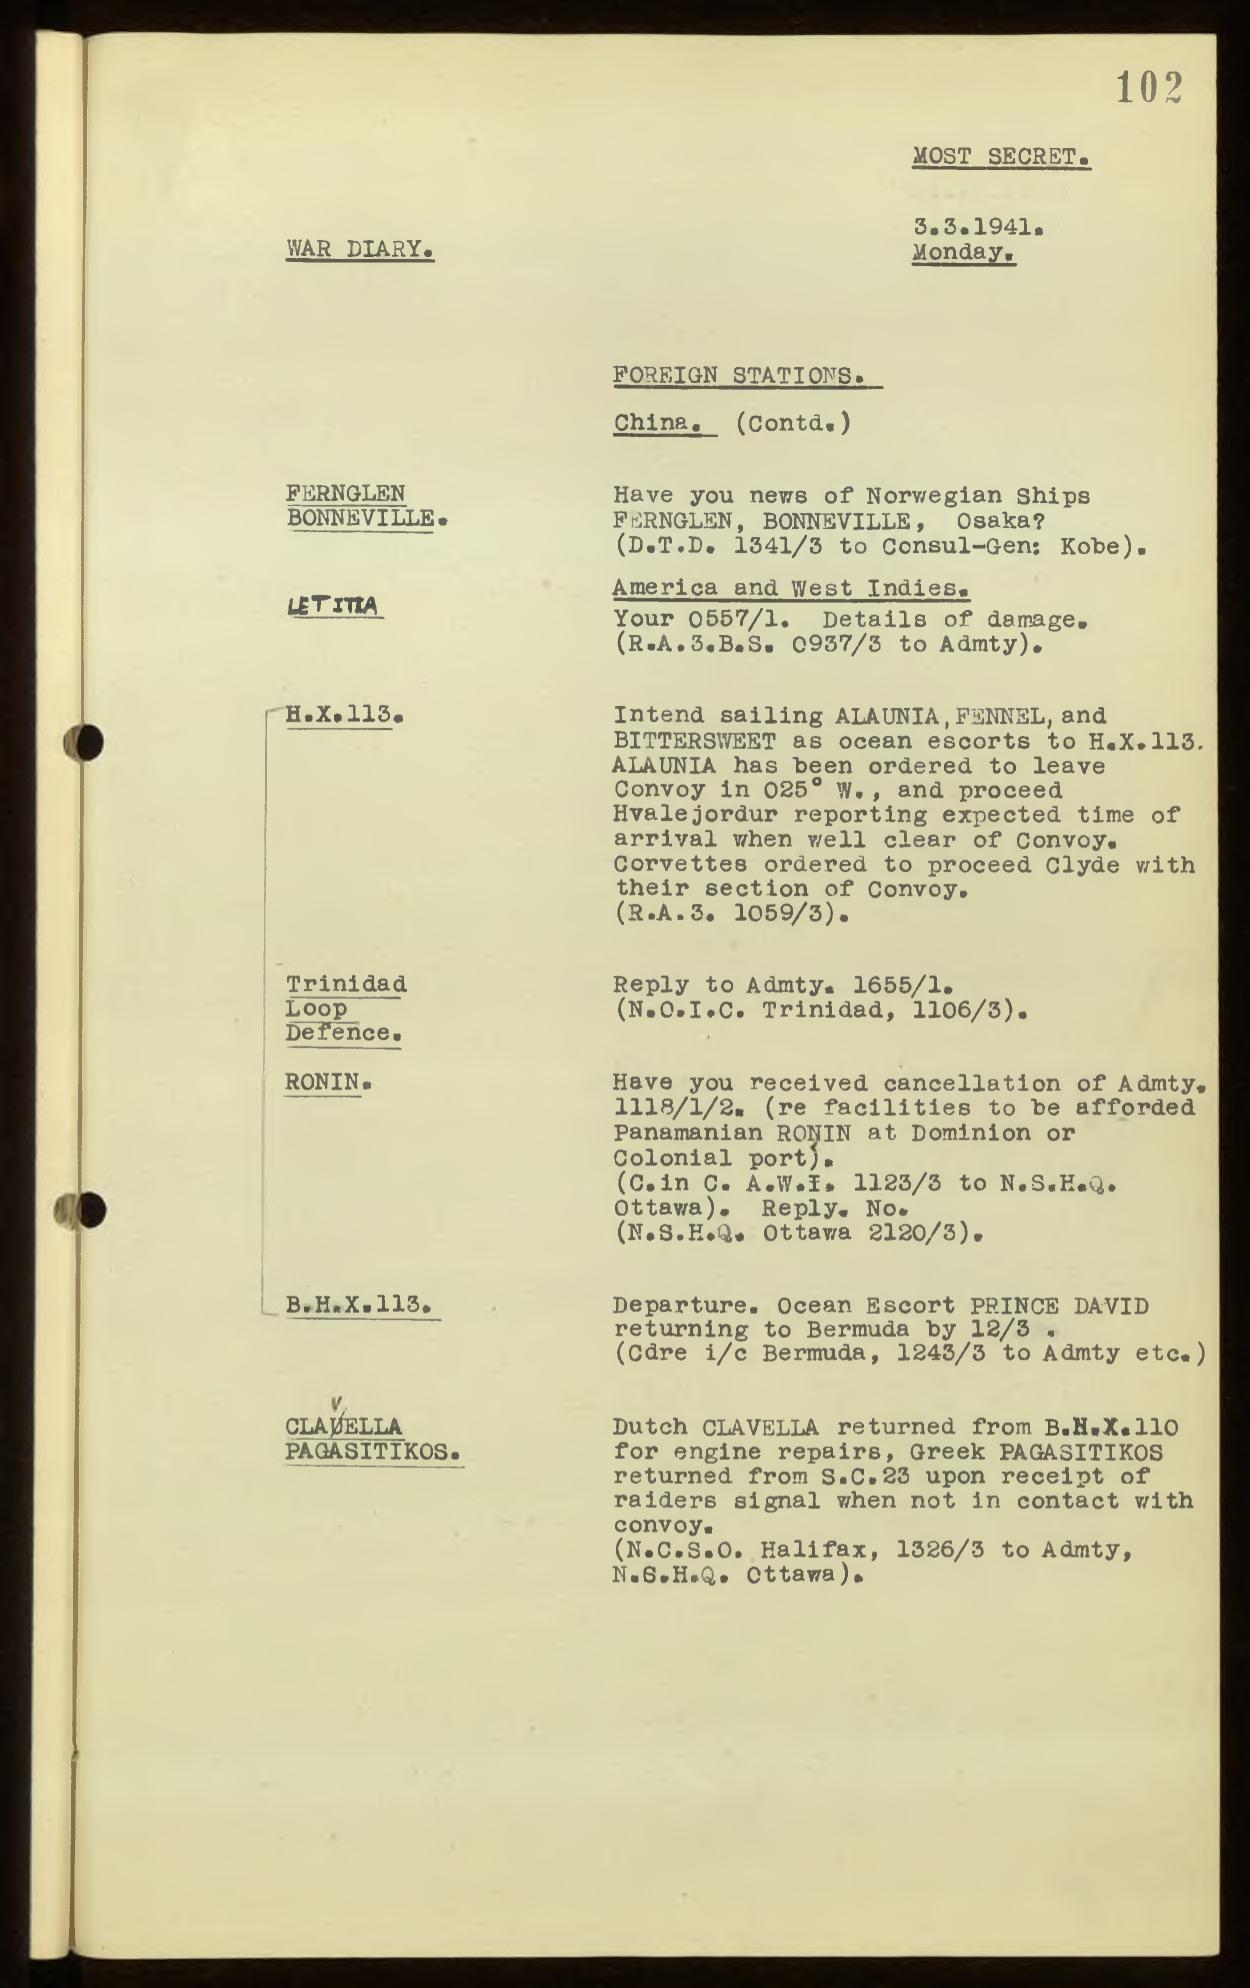 102
MOST SECRET.
3.3.1941.
WAR DIARY.
Monday.
FOREIGN STATIONS.
China. (Contd.)
FERNGLEN
BONNEVILLE.
Have you news of Norwegian Ships
FERNGLEN, BONNEVILLE, Osaka?
(D.T.D. 1341/3 to Consul-Gen: Kobe).
America and West Indies.
LETITIA
Your 0557/1. Details of damage.
(R.A.3.B.S. 0937/3 to Admty).
H.X.113.
Intend sailing ALAUNIA, FENNEL, and
BITTERSWEET as ocean escorts to H.X.113.
ALAUNIA has been ordered to leave
Convoy in 025° W., and proceed
Hvalejordur reporting expected time of
arrival when well clear of Convoy.
Corvettes ordered to proceed Clyde with
their section of Convoy.
(R.A.3. 1059/3).
Trinidad
Loop
Defence.
Reply to Admty. 1655/1.
(N.O.I.C. Trinidad, 1106/3).
RONIN.
Have you received cancellation of Admty.
1118/1/2. (re facilities to be afforded
Panamanian RONIN at Dominion or
Colonial port).
(C.in C. A.W.I. 1123/3 to N.S.H.Q.
Ottawa). Reply. No.
(N.S.H.Q. Ottawa 2120/3).
B.H.X.113.
Departure. Ocean Escort PRINCE DAVID
returning to Bermuda by 12/3 .
(Cdre i/c Bermuda, 1243/3 to Admty etc.)
CLAVELLA
PAGASITIKOS.
Dutch CLAVELLA returned from B.H.X.110
for engine repairs, Greek PAGASITIKOS
returned from S.C.23 upon receipt of
raiders signal when not in contact with
convoy.
(N.C.S.O. Halifax, 1326/3 to Admty,
N.S.H.Q. Ottawa).